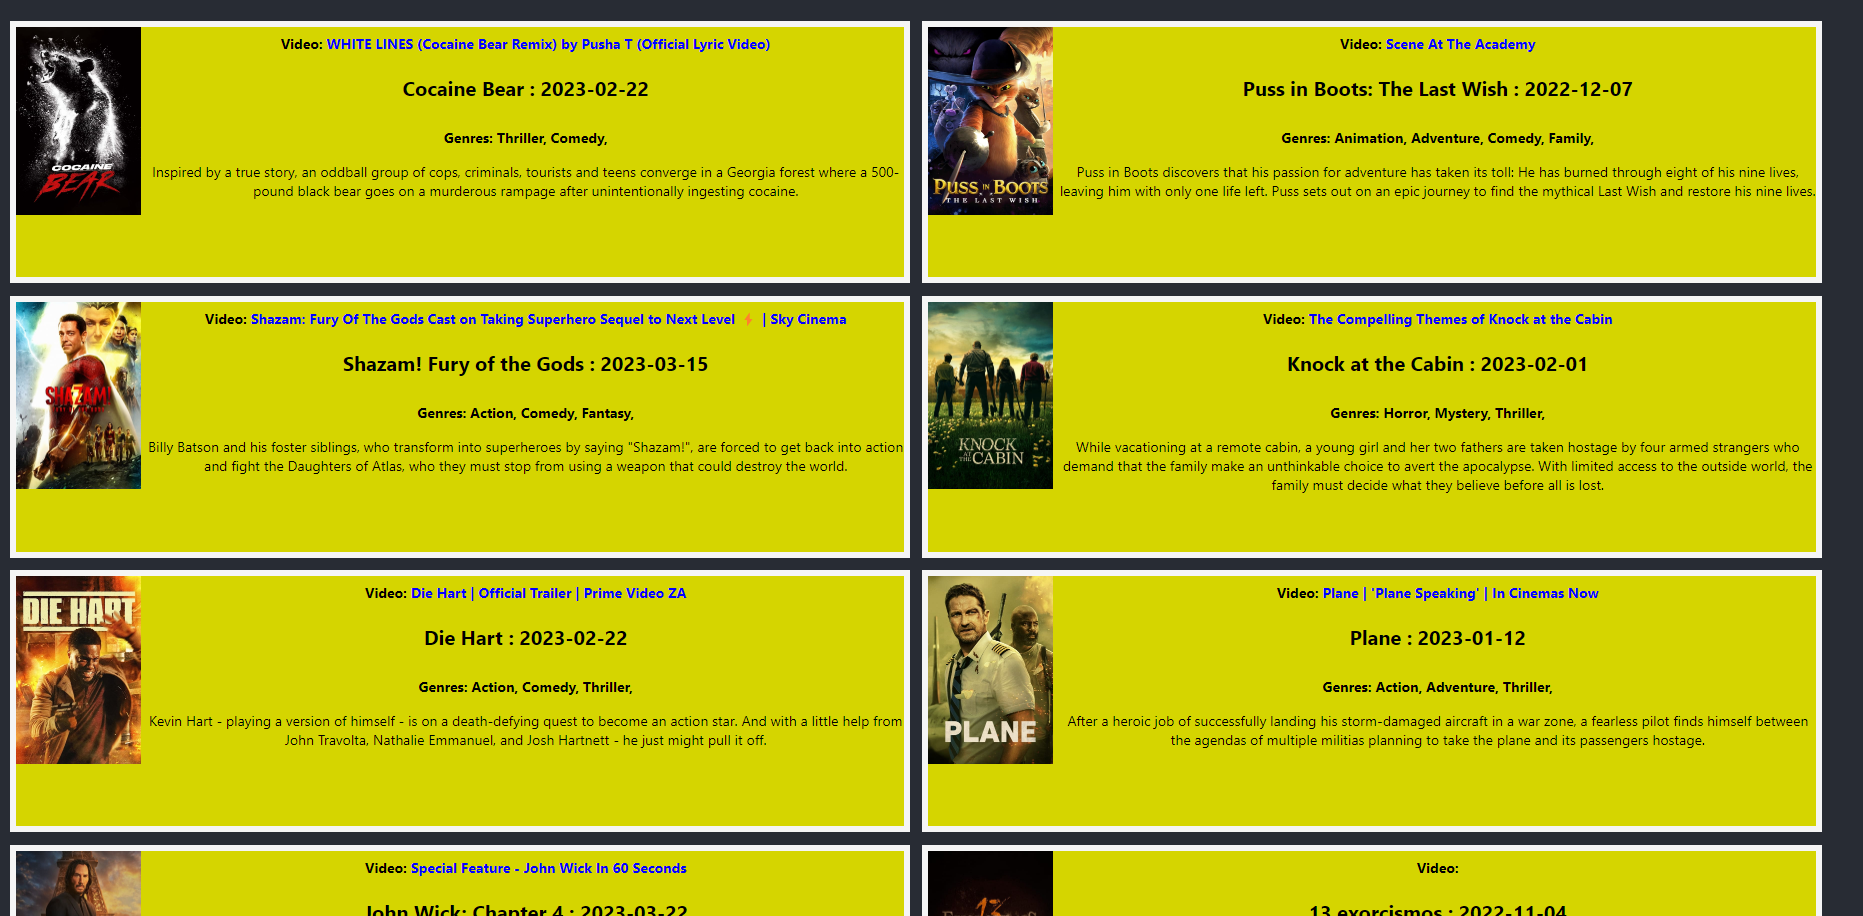 Video: WHITE LINES (Cocaine Bear Remix) by Pusha T (Official Lyric Video)
Cocaine Bear : 2023-02-22
Genres: Thriller, Comedy,
Inspired by a true story, an oddball group of cops, criminals, tourists and teens converge in a Georgia forest where a 500-
pound black bear goes on a murderous rampage after unintentionally ingesting cocaine.
COCAINE
BEAR
Video: Scene At The Academy
Puss in Boots: The Last Wish : 2022-12-07
Genres: Animation, Adventure, Comedy, Family,
Puss in Boots discovers that his passion for adventure has taken its toll: He has burned through eight of his nine lives,
leaving him with only one life left. Puss sets out on an epic journey to find the mythical Last Wish and restore his nine lives.
PUSS IN BOOTS
THE LAST WISH
Video: Shazam: Fury Of The Gods Cast on Taking Superhero Sequel to Next Level ⚡ | Sky Cinema
Shazam! Fury of the Gods : 2023-03-15
Genres: Action, Comedy, Fantasy,
Billy Batson and his foster siblings, who transform into superheroes by saying "Shazam!", are forced to get back into action
and fight the Daughters of Atlas, who they must stop from using a weapon that could destroy the world.
SHAZAM!
Video: The Compelling Themes of Knock at the Cabin
Knock at the Cabin : 2023-02-01
Genres: Horror, Mystery, Thriller,
While vacationing at a remote cabin, a young girl and her two fathers are taken hostage by four armed strangers who
demand that the family make an unthinkable choice to avert the apocalypse. With limited access to the outside world, the
family must decide what they believe before all is lost.
KNOCK
AT THE CABIN
Video: Die Hart | Official Trailer | Prime Video ZA
Die Hart : 2023-02-22
Genres: Action, Comedy, Thriller,
Kevin Hart - playing a version of himself - is on a death-defying quest to become an action star. And with a little help from
John Travolta, Nathalie Emmanuel, and Josh Hartnett - he just might pull it off.
DIE HART
Video: Plane | 'Plane Speaking' | In Cinemas Now
Plane : 2023-01-12
Genres: Action, Adventure, Thriller,
After a heroic job of successfully landing his storm-damaged aircraft in a war zone, a fearless pilot finds himself between
the agendas of multiple militias planning to take the plane and its passengers hostage.
PLANE
Video: Special Feature - John Wick In 60 Seconds
John Wick: Chapter 4 : 2023-03-22
Video:
13 exorcismos : 2022-11-04
13